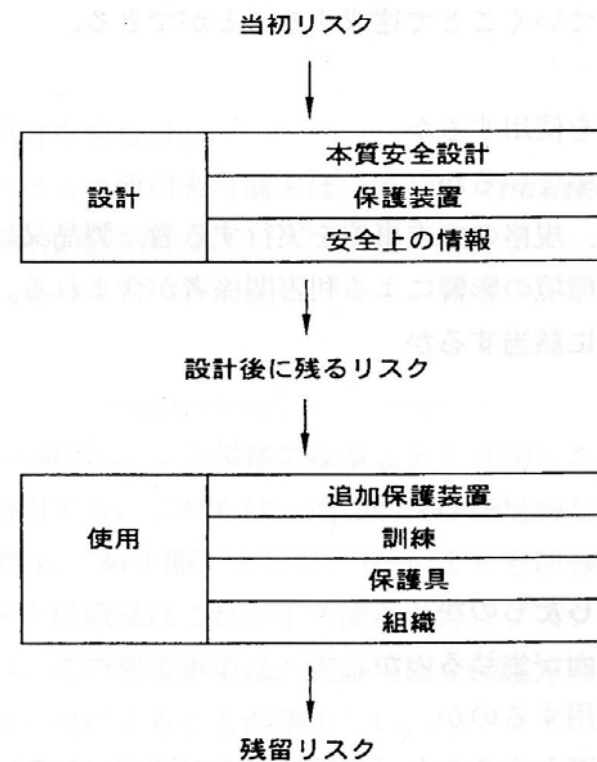 当初リスク
本質安全設計
設計
保護装置
安全上の情報
設計後に残るリスク
追加保護装置
使用
訓練
保護具
組織
残留リスク